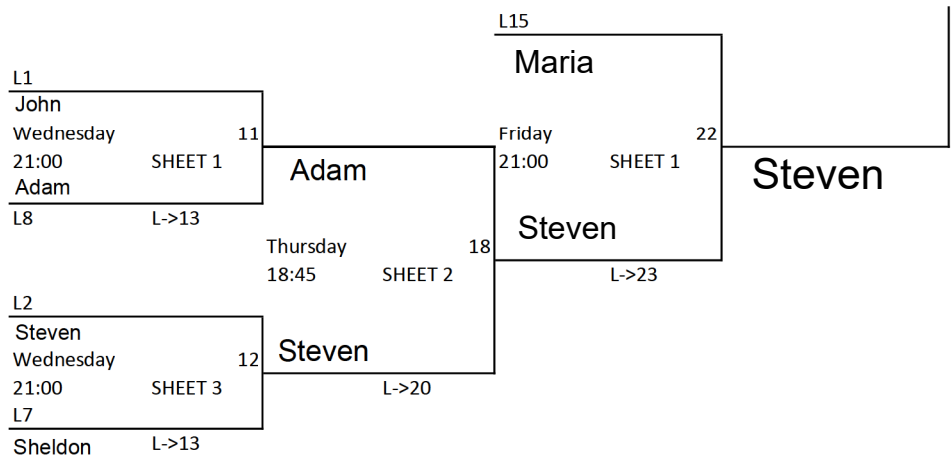 L15
Maria
L1
John
Wednesday 11
21:00 SHEET 1
Adam
L8 L->13
Friday 22
21:00 SHEET 1
Adam
Steven
Steven
L->23
Thursday 18
18:45 SHEET 2
L2
Steven
Wednesday 12
21:00 SHEET 3
L7
Sheldon L->13
Steven
L->20